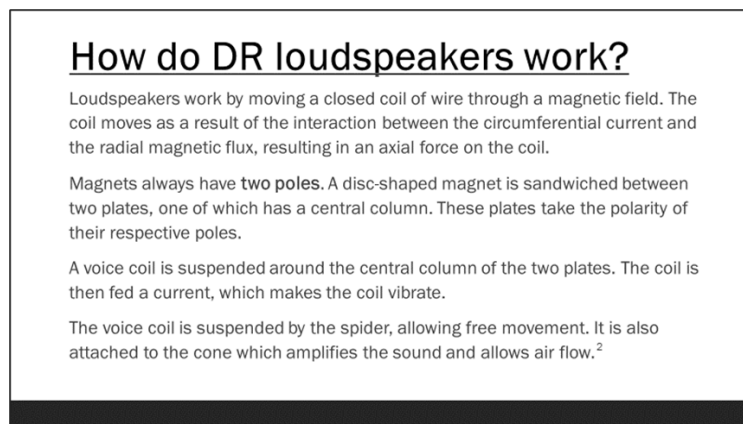 How do DR loudspeakers work?
Loudspeakers work by moving a closed coil of wire through a magnetic field. The
coil moves as a result of the interaction between the circumferential current and
the radial magnetic flux, resulting in an axial force on the coil.
Magnets always have two poles. A disc-shaped magnet is sandwiched between
two plates, one of which has a central column. These plates take the polarity of
their respective poles.
A voice coil is suspended around the central column of the two plates. The coil is
then fed a current, which makes the coil vibrate.
The voice coil is suspended by the spider, allowing free movement. It is also
attached to the cone which amplifies the sound and allows air flow.2